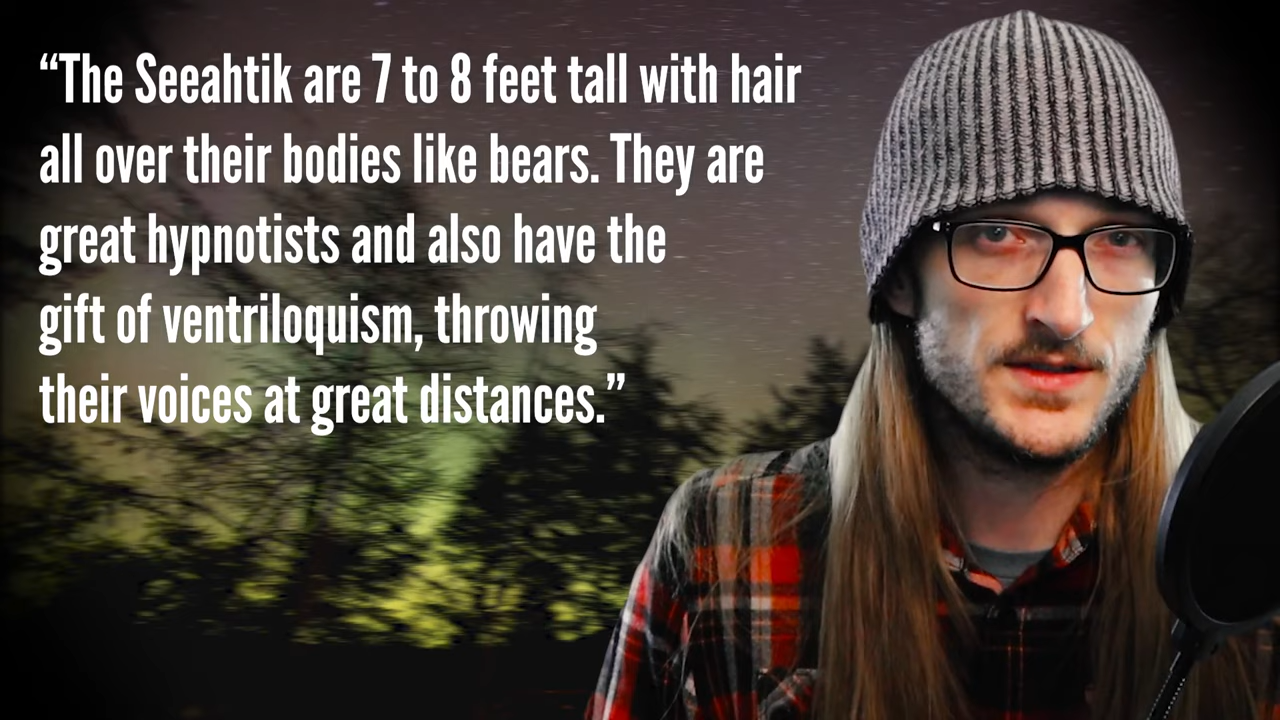 “The Seeahtik are 7 to 8 feet tall with hair
all over their bodies like bears. They are
great hypnotists and also have the
gift of ventriloquism, throwing
their voices at great distances.”